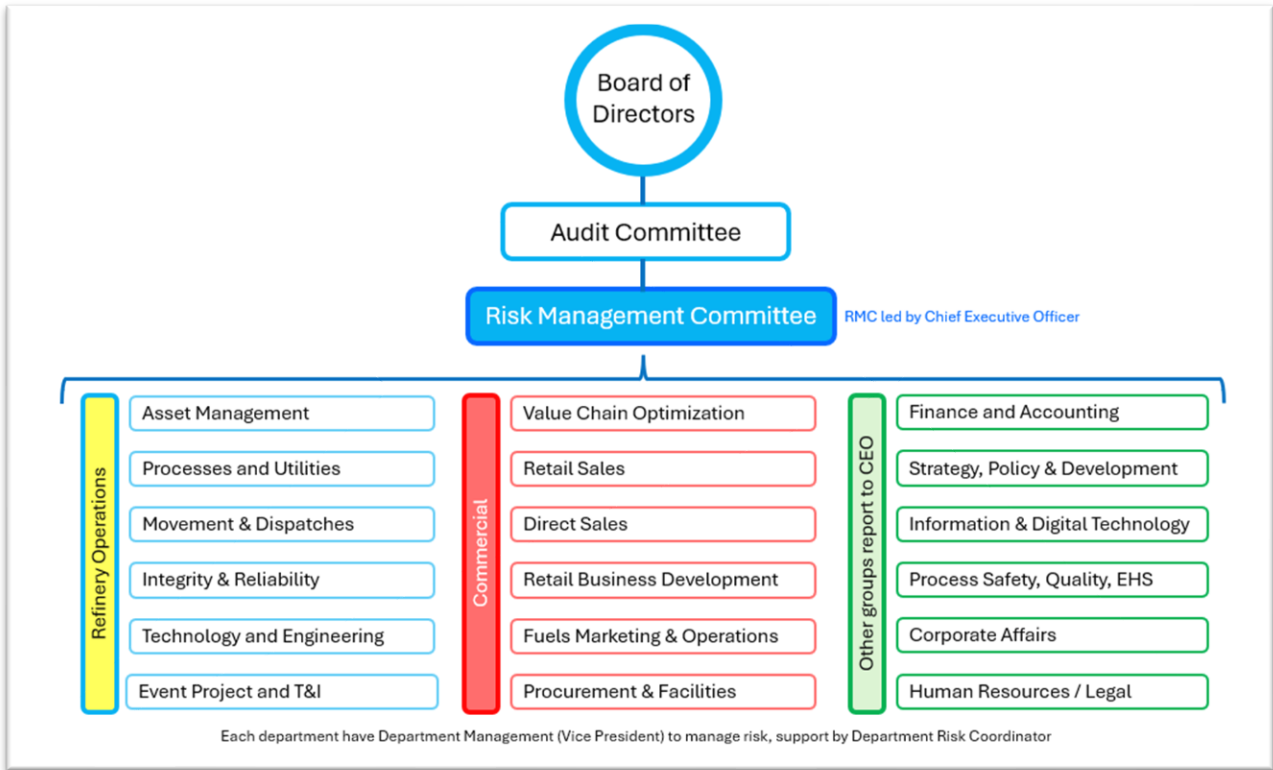 Board of
Directors
Audit Committee
Risk Management Committee
RMC led by Chief Executive Officer
Refinery Operations
Asset Management
Processes and Utilities
Movement & Dispatches
Integrity & Reliability
Technology and Engineering
Event Project and T&I
Commercial
Value Chain Optimization
Retail Sales
Direct Sales
Retail Business Development
Fuels Marketing & Operations
Procurement & Facilities
Other groups report to CEO
Finance and Accounting
Strategy, Policy & Development
Information & Digital Technology
Process Safety, Quality, EHS
Corporate Affairs
Human Resources / Legal
Each department have Department Management (Vice President) to manage risk, support by Department Risk Coordinator